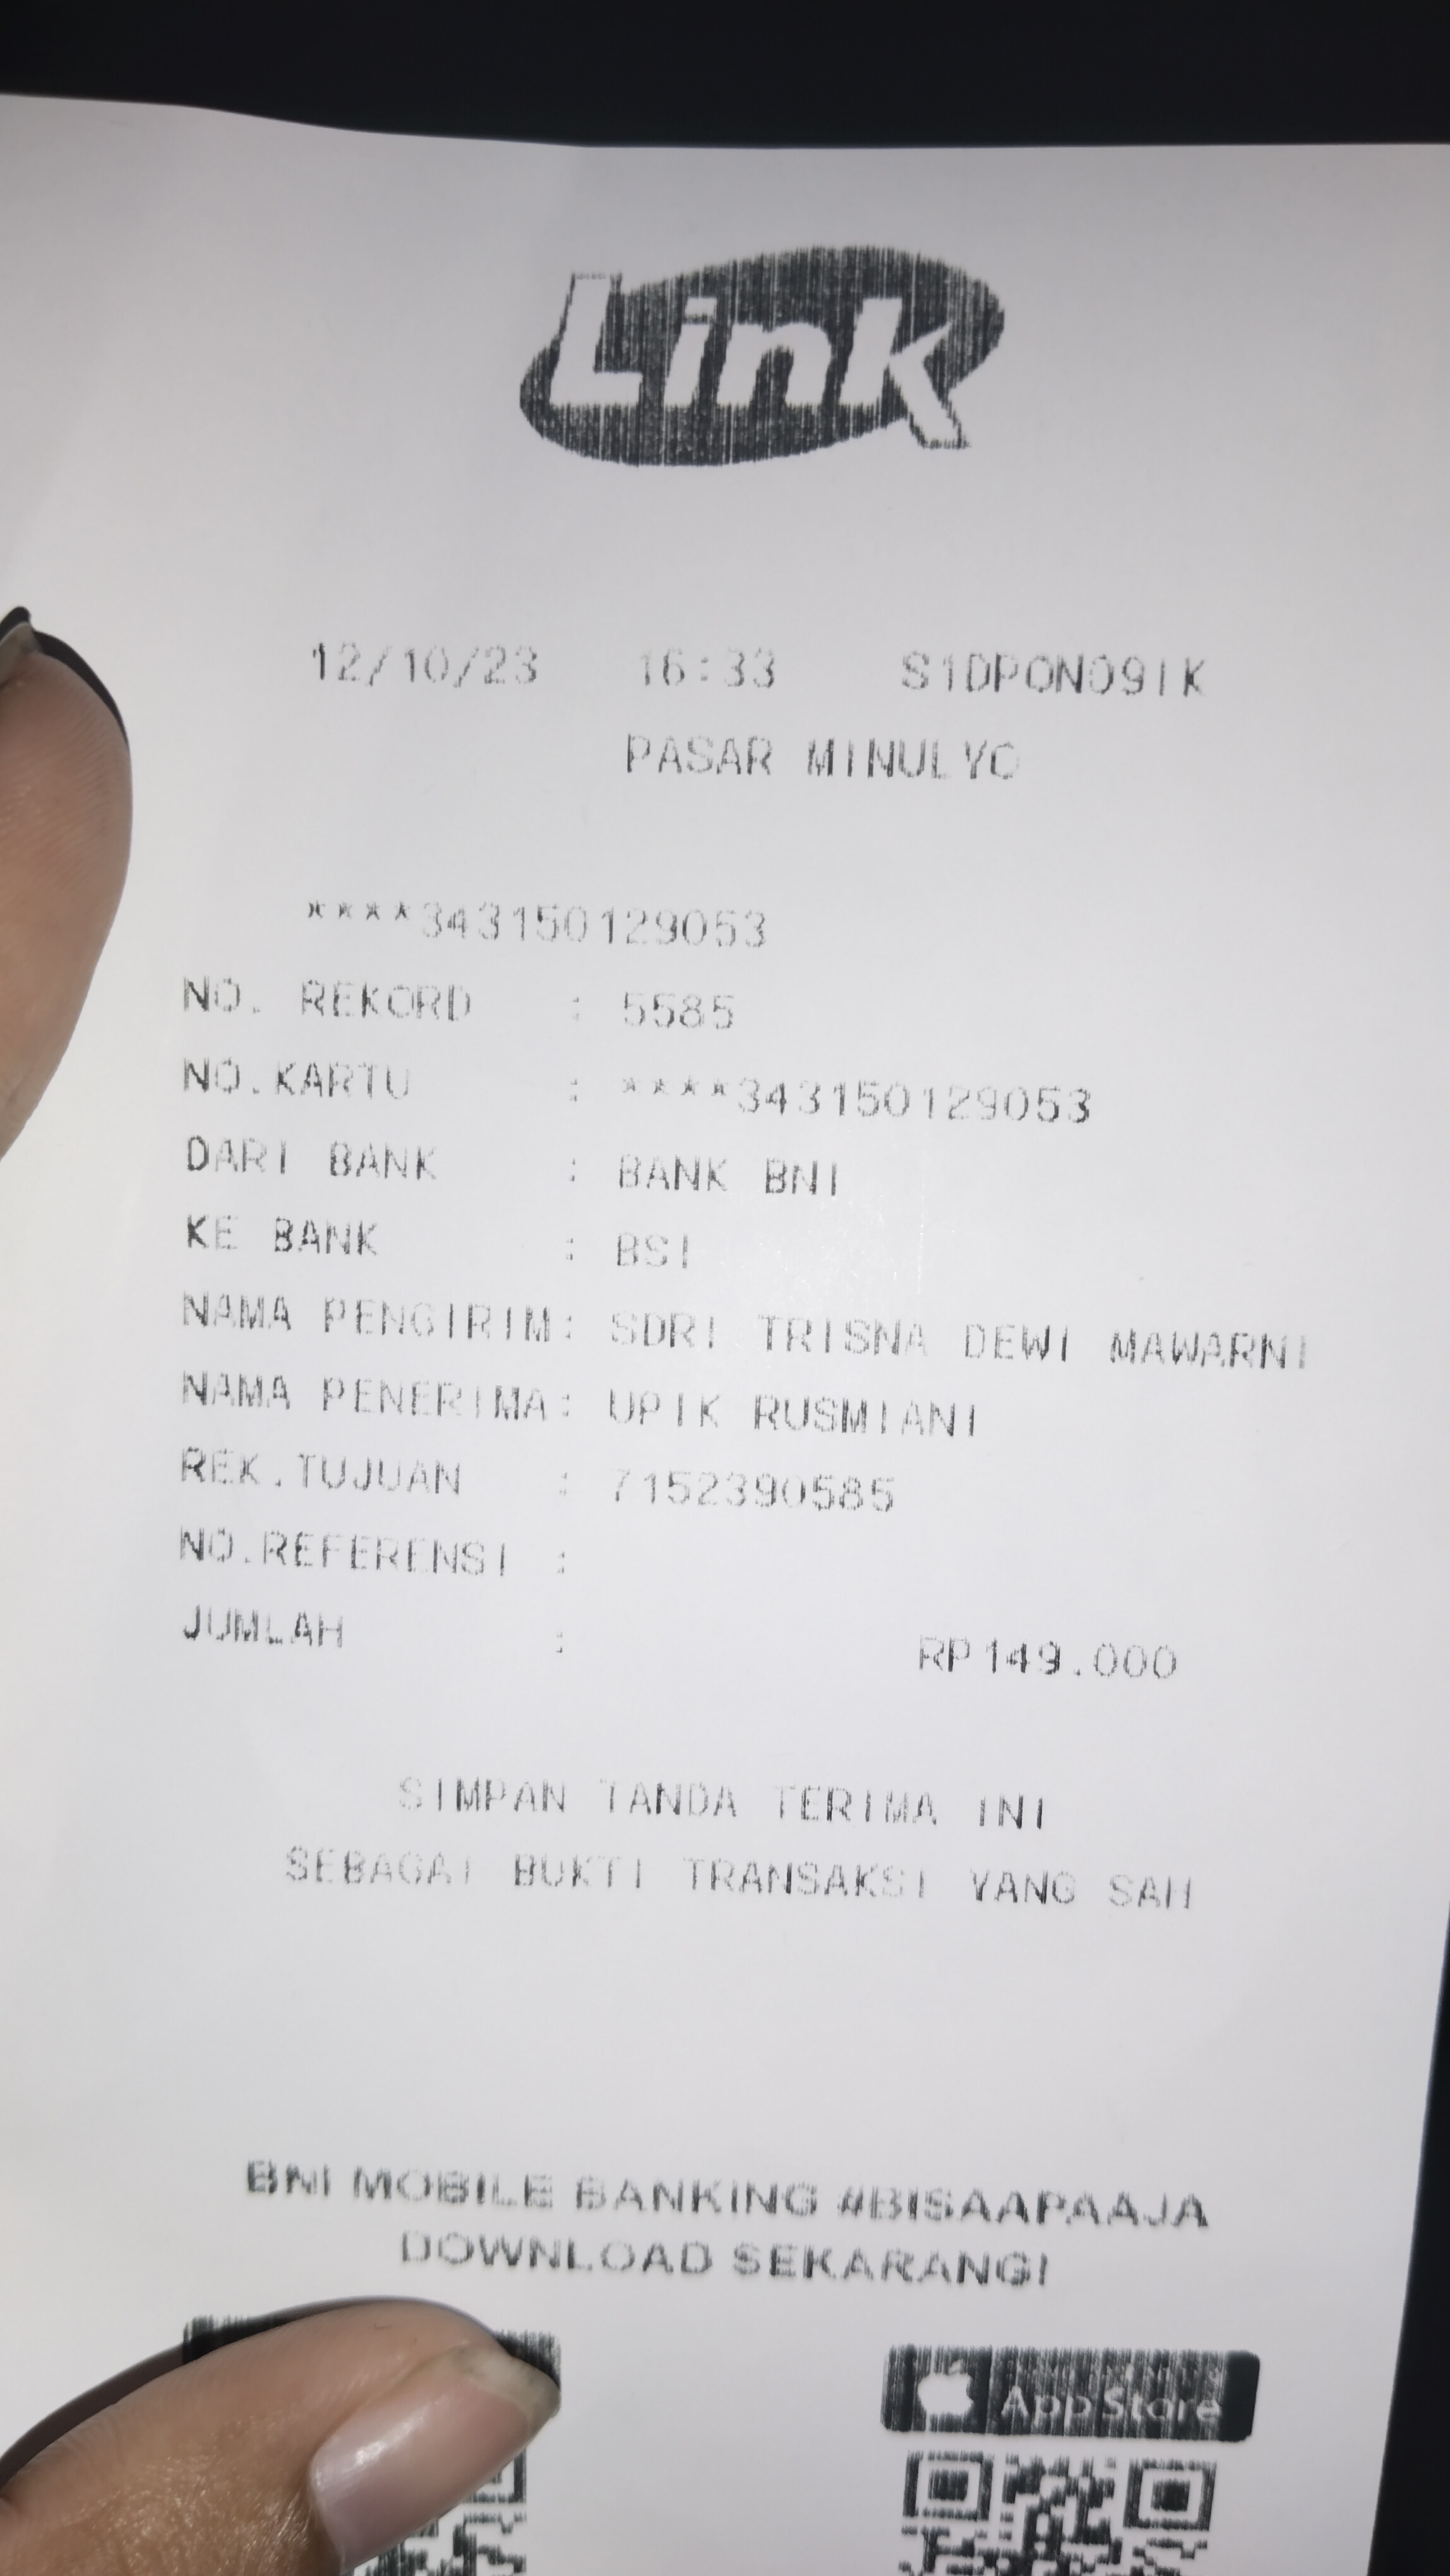 Link
12/10/23 16:33 S1DPON091K
PASAR MINULYO
****343150129053
NO. REKORD : 5585
NO.KARTU : ****343150129053
DARI BANK : BANK BNI
KE BANK : BSI
NAMA PENGIRIM: SDRI TRISNA DEWI MAWARNI
NAMA PENERIMA: UPIK RUSMIANI
REK.TUJUAN : 7152390585
NO.REFERENSI :
JUMLAH : RP149.000
SIMPAN TANDA TERIMA INI
SEBAGAI BUKTI TRANSAKSI YANG SAH
BNI MOBILE BANKING #BISAAPAAJA
DOWNLOAD SEKARANG!
App Store